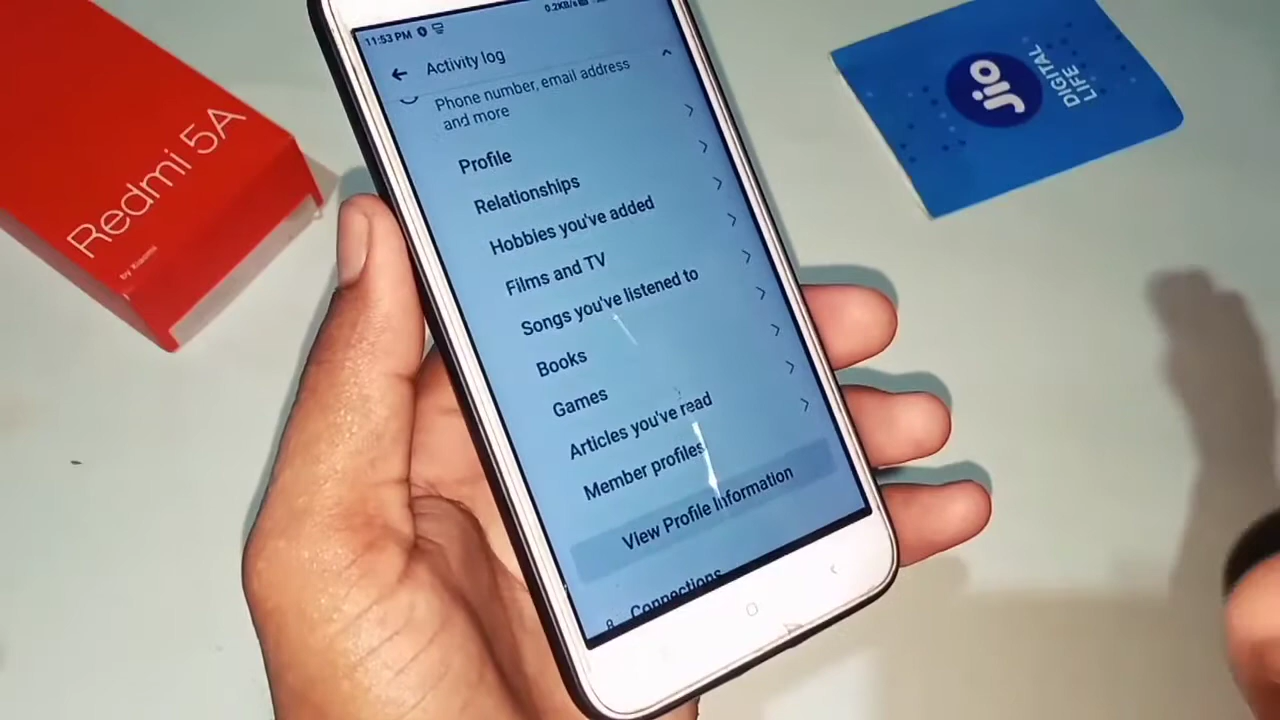 11:53 PM
0.2KB/s
Activity log
Phone number, email address
and more
Profile
Relationships
Hobbies you've added
Films and TV
Songs you've listened to
Books
Games
Articles you've read
Member profiles
View Profile Information
Connections
Redmi 5A
by Xiaomi
Jio
DIGITAL
LIFE